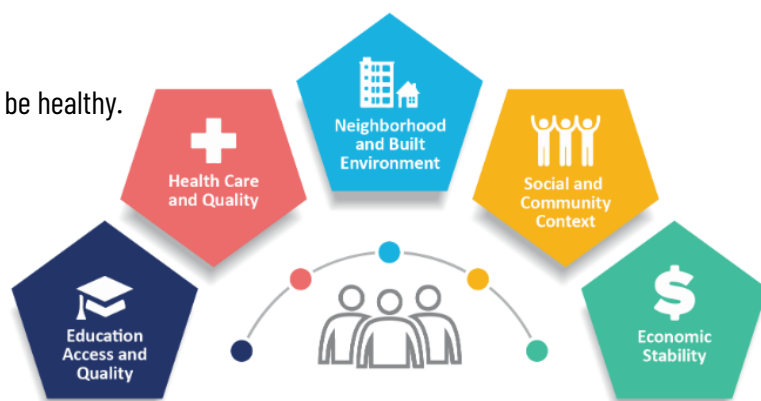 be healthy.
Neighborhood
and Built
Environment
Health Care
and Quality
Social and
Community
Context
Education
Access and
Quality
$
Economic
Stability